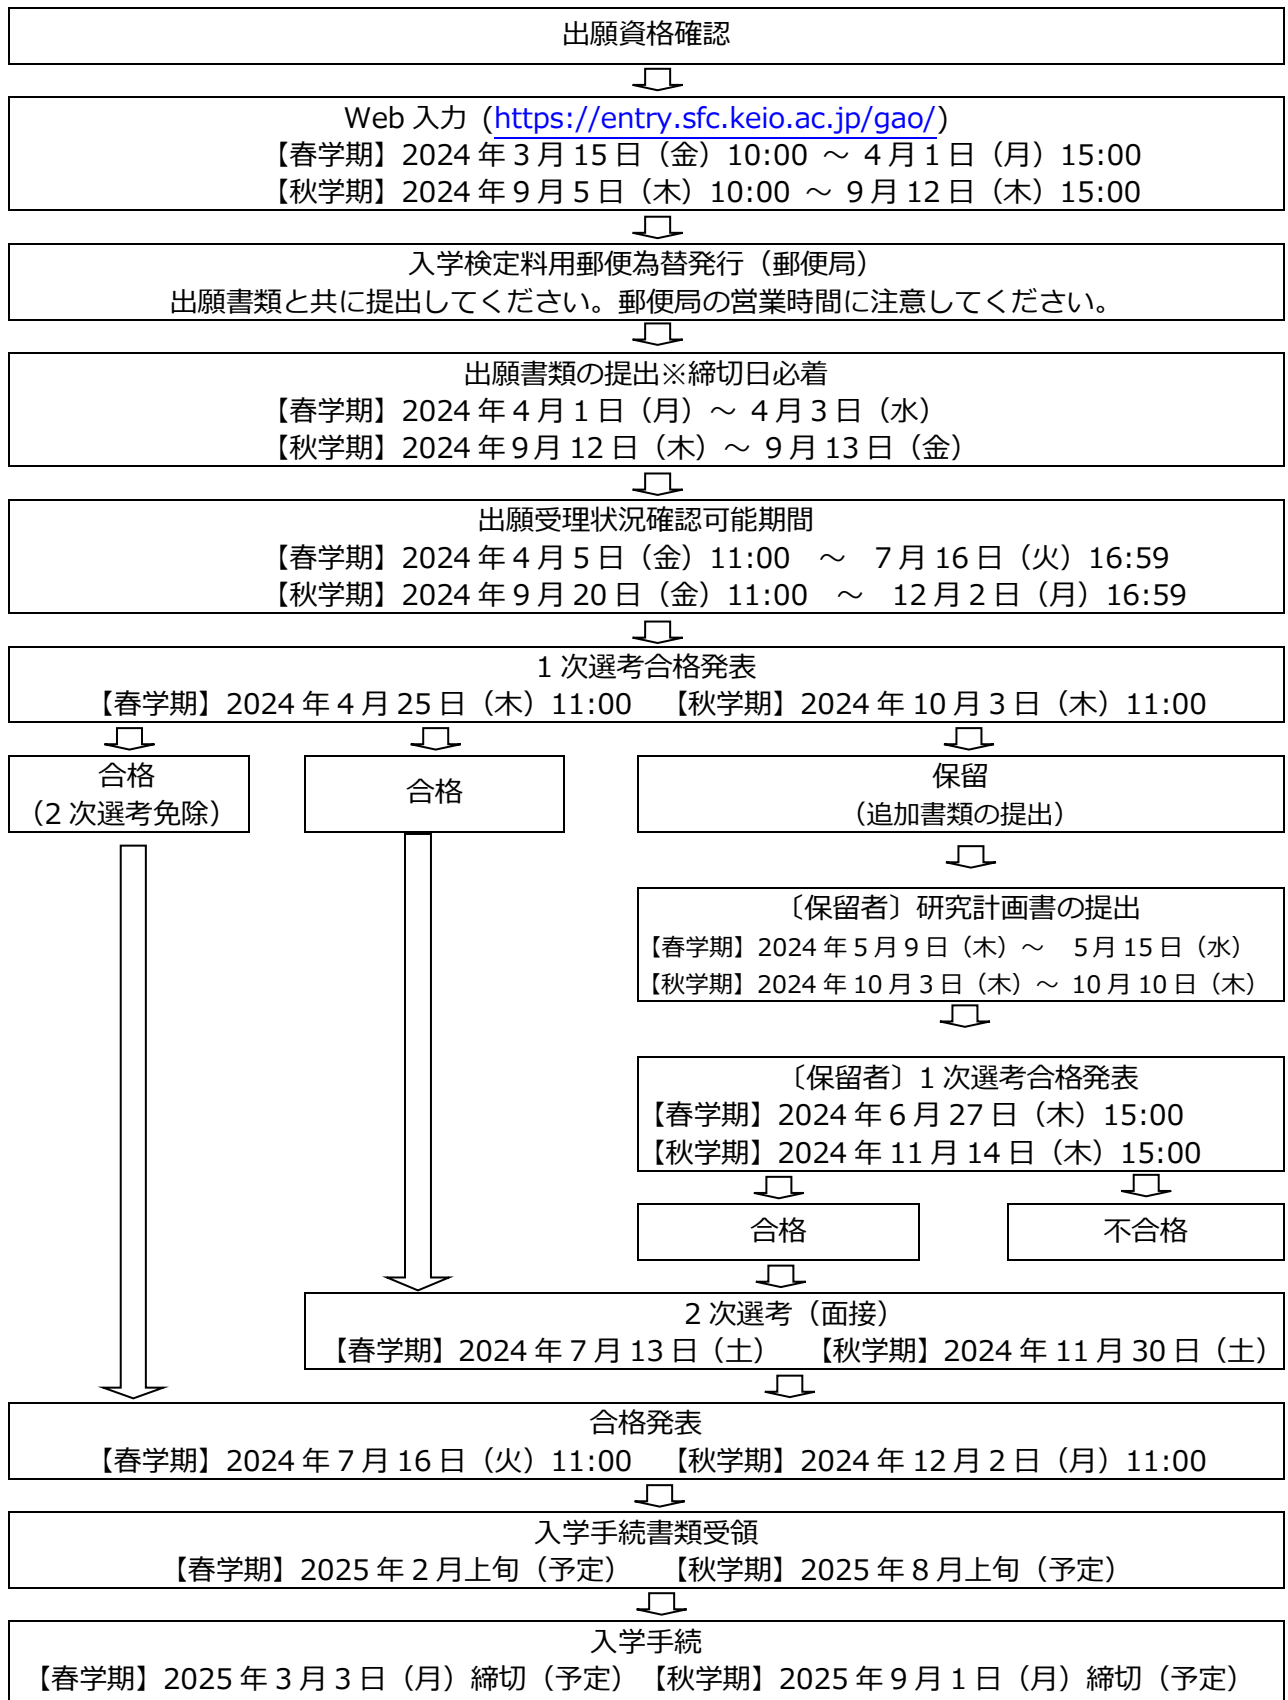 出願資格確認
Web 入力 (https://entry.sfc.keio.ac.jp/gao/)
【春学期】2024 年 3 月 15 日（金）10:00 ～ 4 月 1 日（月）15:00
【秋学期】2024 年 9 月 5 日（木）10:00 ～ 9 月 12 日（木）15:00
入学検定料用郵便為替発行（郵便局）
出願書類と共に提出してください。郵便局の営業時間に注意してください。
出願書類の提出※締切日必着
【春学期】2024 年 4 月 1 日（月）～ 4 月 3 日（水）
【秋学期】2024 年９月 12 日（木）～ 9 月 13 日（金）
出願受理状況確認可能期間
【春学期】2024 年 4 月 5 日（金）11:00　～　7 月 16 日（火）16:59
【秋学期】2024 年 9 月 20 日（金）11:00　～　12 月 2 日（月）16:59
1 次選考合格発表
【春学期】2024 年 4 月 25 日（木）11:00　【秋学期】2024 年 10 月 3 日（木）11:00
合格
（2 次選考免除）
合格
保留
（追加書類の提出）
〔保留者〕研究計画書の提出
【春学期】2024 年 5 月 9 日（木）～　5 月 15 日（水）
【秋学期】2024 年 10 月 3 日（木）～ 10 月 10 日（木）
〔保留者〕1 次選考合格発表
【春学期】2024 年 6 月 27 日（木）15:00
【秋学期】2024 年 11 月 14 日（木）15:00
合格
不合格
2 次選考（面接）
【春学期】2024 年 7 月 13 日（土）　【秋学期】2024 年 11 月 30 日（土）
合格発表
【春学期】2024 年 7 月 16 日（火）11:00　【秋学期】2024 年 12 月 2 日（月）11:00
入学手続書類受領
【春学期】2025 年 2 月上旬（予定）　【秋学期】2025 年 8 月上旬（予定）
入学手続
【春学期】2025 年 3 月 3 日（月）締切（予定）【秋学期】2025 年 9 月 1 日（月）締切（予定）